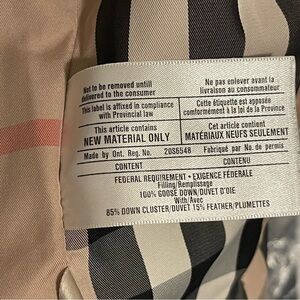 Not to be removed untill
delivered to the consumer
Ne pas enlever avant la
livraison au consommateur
This label is affixed in compliance
with Provincial law
Cette étiquette est apposée
conformément à la loi de la Province
This article contains
NEW MATERIAL ONLY
Cet article contient
MATÉRIAUX NEUFS SEULEMENT
Made by Ont. Reg. No. 20S6548 Fabriqué par No. de permis
CONTENT CONTENU
FEDERAL REQUIREMENT - EXIGENCE FÉDERALE
Filling/Remplissage
100% GOOSE DOWN/DUVET D'OIE
With/Avec
85% DOWN CLUSTER/DUVET 15% FEATHER/PLUMETTES